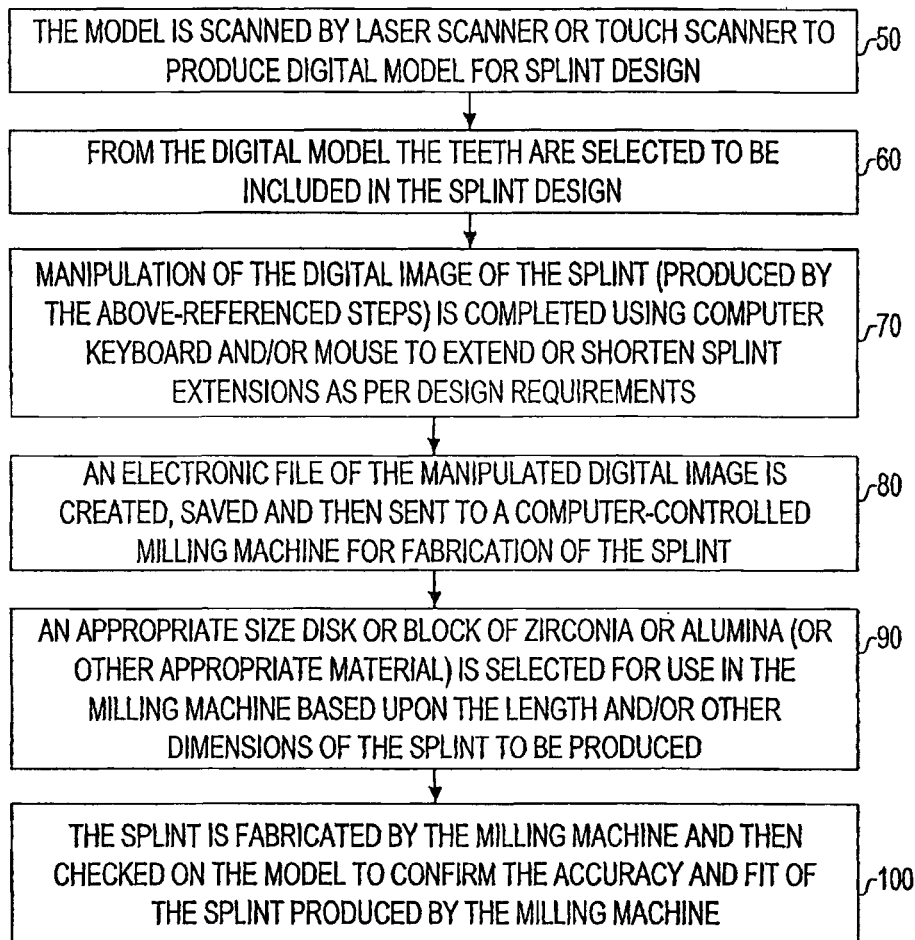 THE MODEL IS SCANNED BY LASER SCANNER OR TOUCH SCANNER TO
PRODUCE DIGITAL MODEL FOR SPLINT DESIGN
50
FROM THE DIGITAL MODEL THE TEETH ARE SELECTED TO BE
INCLUDED IN THE SPLINT DESIGN
60
MANIPULATION OF THE DIGITAL IMAGE OF THE SPLINT (PRODUCED BY
THE ABOVE-REFERENCED STEPS) IS COMPLETED USING COMPUTER
KEYBOARD AND/OR MOUSE TO EXTEND OR SHORTEN SPLINT
EXTENSIONS AS PER DESIGN REQUIREMENTS
70
AN ELECTRONIC FILE OF THE MANIPULATED DIGITAL IMAGE IS
CREATED, SAVED AND THEN SENT TO A COMPUTER-CONTROLLED
MILLING MACHINE FOR FABRICATION OF THE SPLINT
80
AN APPROPRIATE SIZE DISK OR BLOCK OF ZIRCONIA OR ALUMINA (OR
OTHER APPROPRIATE MATERIAL) IS SELECTED FOR USE IN THE
MILLING MACHINE BASED UPON THE LENGTH AND/OR OTHER
DIMENSIONS OF THE SPLINT TO BE PRODUCED
90
THE SPLINT IS FABRICATED BY THE MILLING MACHINE AND THEN
CHECKED ON THE MODEL TO CONFIRM THE ACCURACY AND FIT OF
THE SPLINT PRODUCED BY THE MILLING MACHINE
100